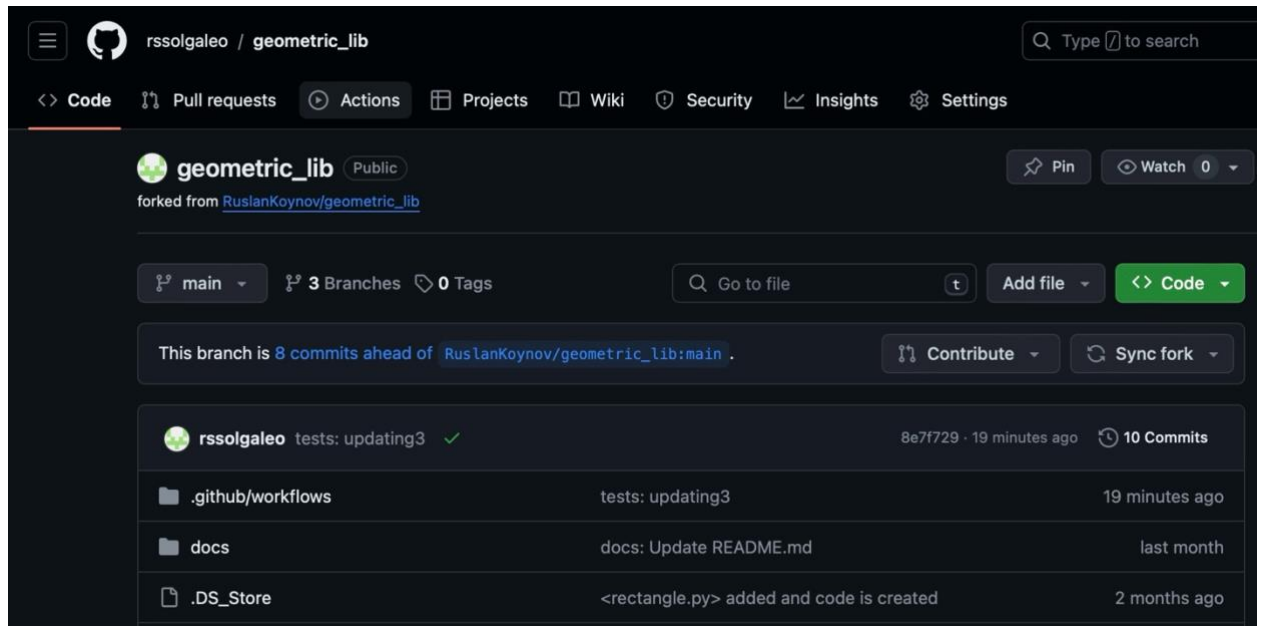 rssolgaleo / geometric_lib Type / to search
Code Pull requests Actions Projects Wiki Security Insights Settings
geometric_lib Public Pin Watch 0
forked from RuslanKoynov/geometric_lib
main 3 Branches 0 Tags Go to file t Add file <> Code
This branch is 8 commits ahead of RuslanKoynov/geometric_lib:main . Contribute Sync fork
rssolgaleo tests: updating3 8e7f729 · 19 minutes ago 10 Commits
.github/workflows tests: updating3 19 minutes ago
docs docs: Update README.md last month
.DS_Store <rectangle.py> added and code is created 2 months ago